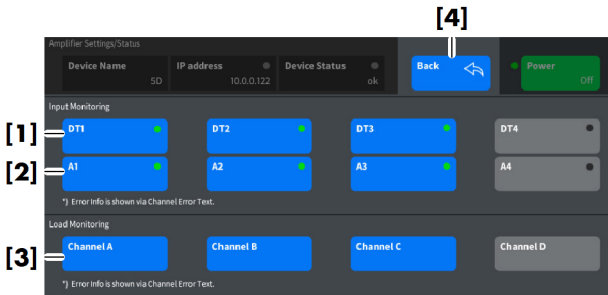 [4]
Amplifier Settings/Status
Device Name IP address Device Status Back Power
5D 10.0.0.122 ok Off
Input Monitoring
[1] DT1 DT2 DT3 DT4
[2] A1 A2 A3 A4
*) Error Info is shown via Channel Error Text.
Load Monitoring
[3] Channel A Channel B Channel C Channel D
*) Error Info is shown via Channel Error Text.